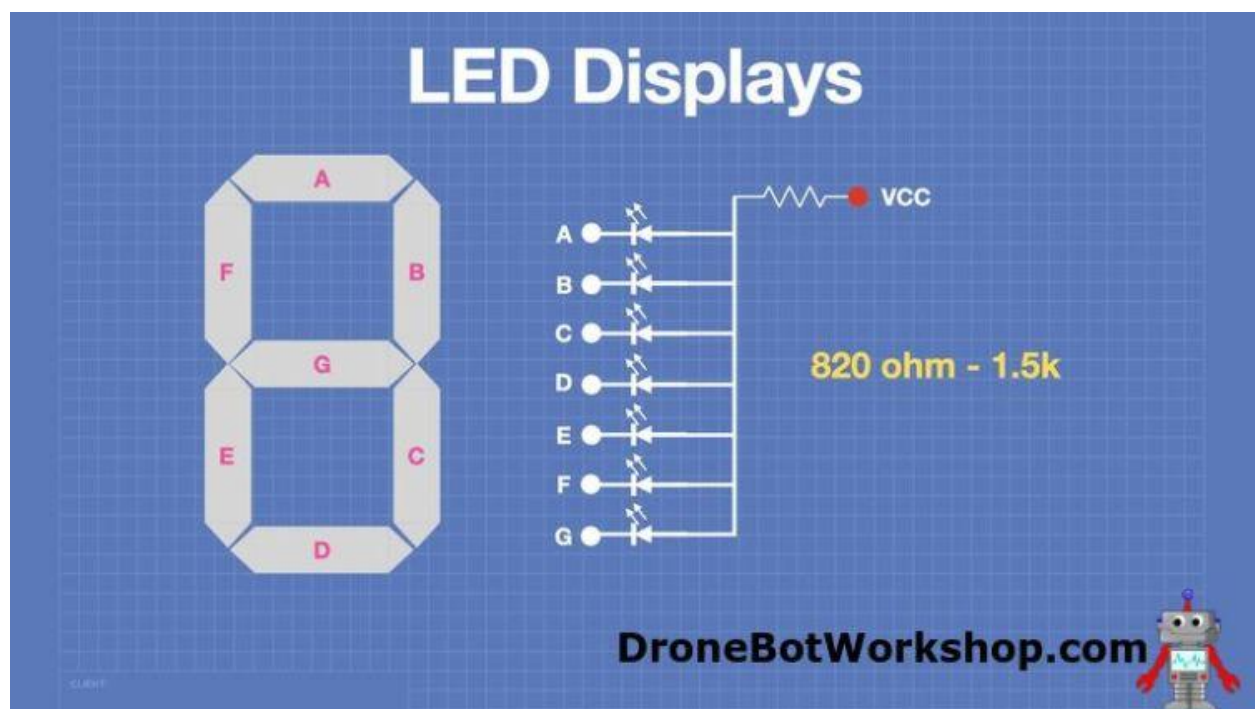 LED Displays
A
F
B
G
E
C
D
VCC
A
B
C
D
E
F
G
820 ohm - 1.5k
DroneBotWorkshop.com